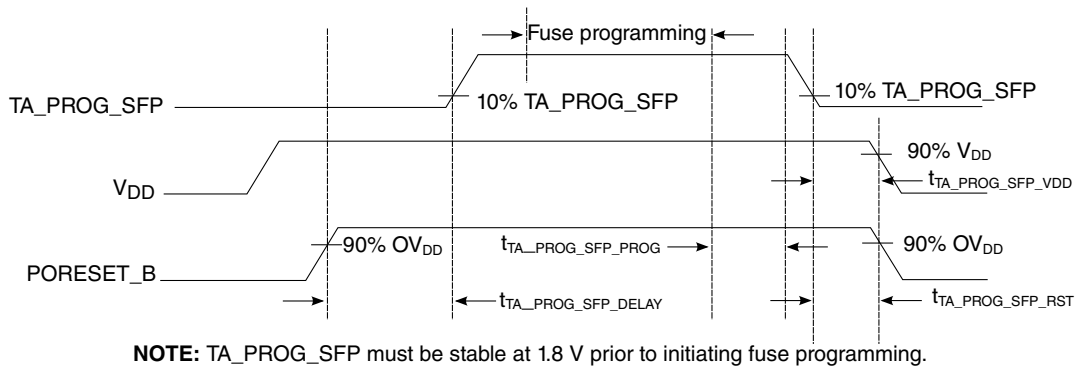 Fuse programming
TA_PROG_SFP
10% TA_PROG_SFP
10% TA_PROG_SFP
90% VDD
VDD
tTA_PROG_SFP_VDD
90% OVDD
tTA_PROG_SFP_PROG
90% OVDD
PORESET_B
tTA_PROG_SFP_DELAY
tTA_PROG_SFP_RST
NOTE: TA_PROG_SFP must be stable at 1.8 V prior to initiating fuse programming.